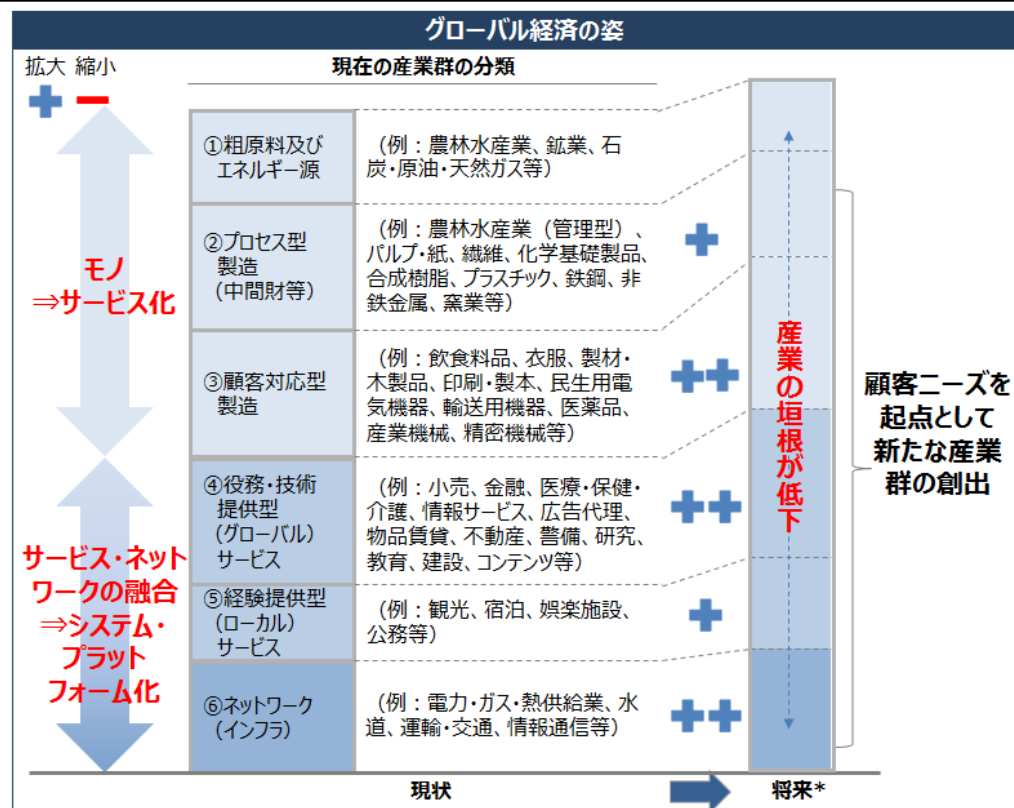 グローバル経済の姿
拡大 縮小
現在の産業群の分類
①粗原料及び
エネルギー源
(例：農林水産業、鉱業、石
炭・原油・天然ガス等)
②プロセス型
製造
(中間財等)
(例：農林水産業（管理型）、
パルプ・紙、繊維、化学基礎製品、
合成樹脂、プラスチック、鉄鋼、非
鉄金属、窯業等)
モノ
⇒サービス化
③顧客対応型
製造
(例：飲食料品、衣服、製材・
木製品、印刷・製本、民生用電
気機器、輸送用機器、医薬品、
産業機械、精密機械等)
④役務・技術
提供型
(グローバル)
サービス
(例：小売、金融、医療・保健・
介護、情報サービス、広告代理、
物品賃貸、不動産、警備、研究、
教育、建設、コンテンツ等)
サービス・ネット
ワークの融合
⇒システム・
プラット
フォーム化
⑤経験提供型
(ローカル)
サービス
(例：観光、宿泊、娯楽施設、
公務等)
⑥ネットワーク
(インフラ)
(例：電力・ガス・熱供給業、水
道、運輸・交通、情報通信等)
産業の垣根が低下
顧客ニーズを
起点として
新たな産業
群の創出
現状
将来*